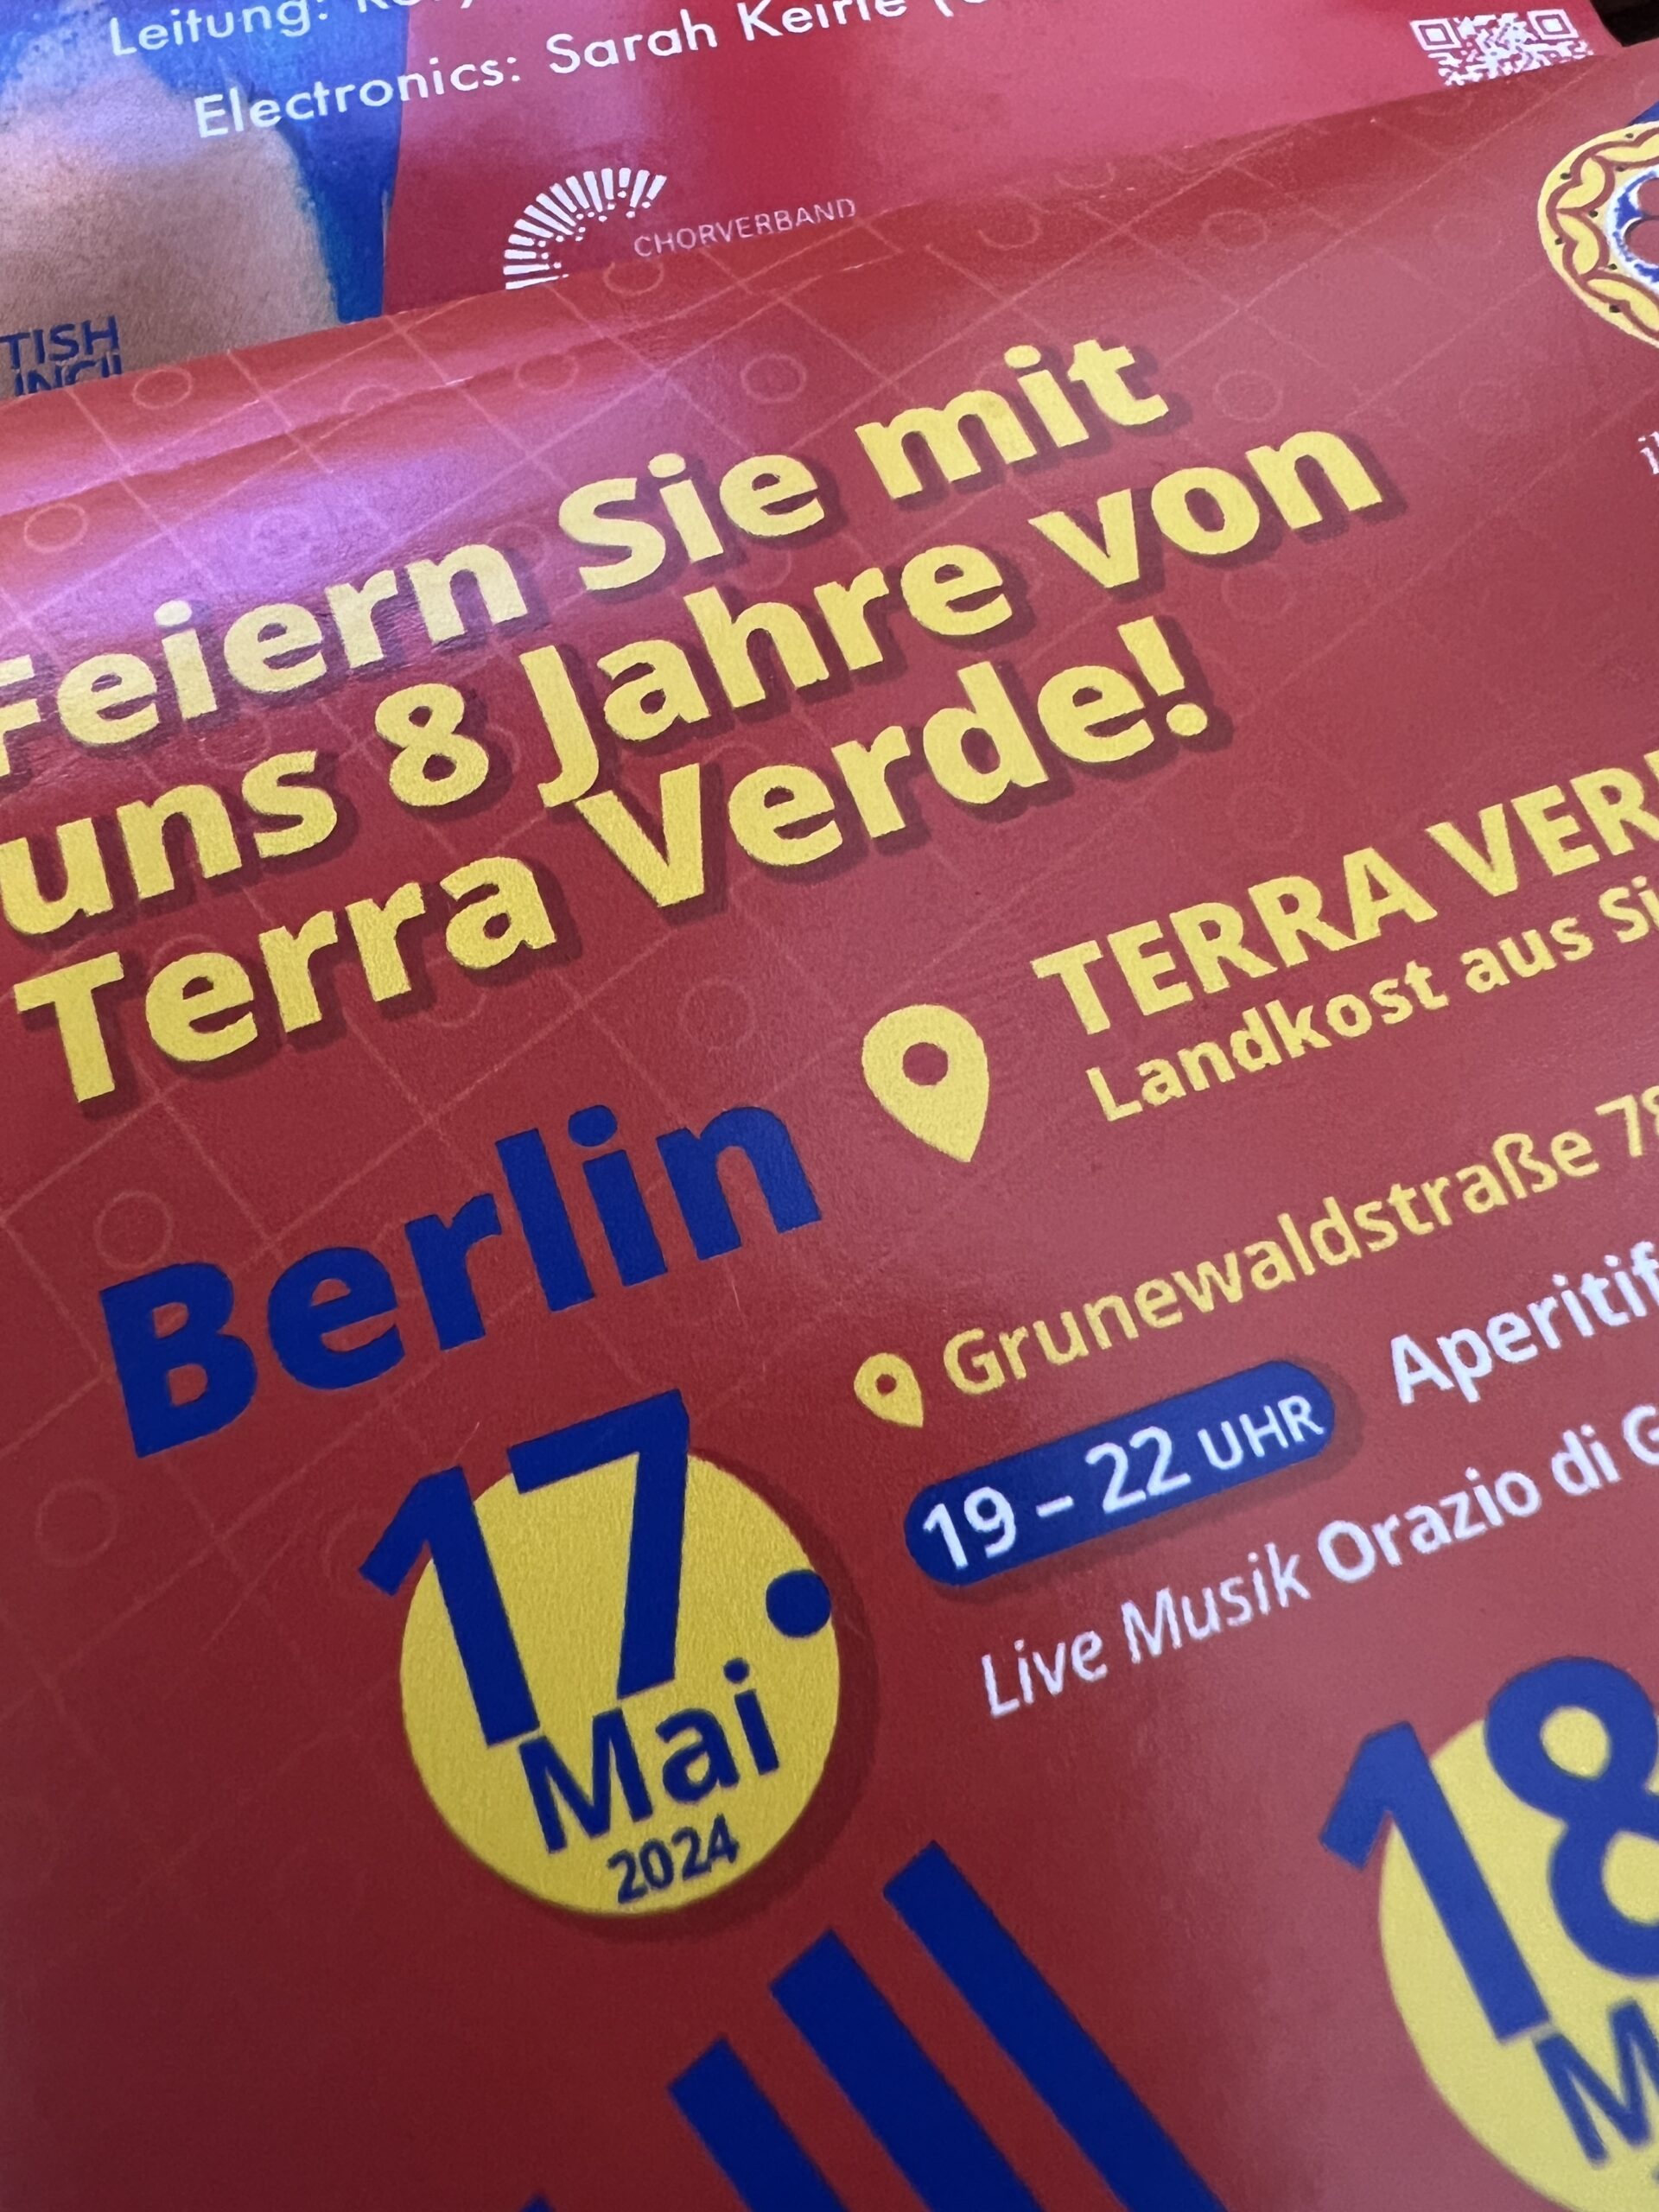 Leitung:
Electronics: Sarah Keirle
CHORVERBAND
TISH
Feiern Sie mit
uns 8 Jahre von
Terra Verde!
TERRA VER
Landkost aus Si
Berlin
Grunewaldstraße 78
19 – 22 UHR Aperitif
Live Musik Orazio di G
17.
Mai
2024
18
M